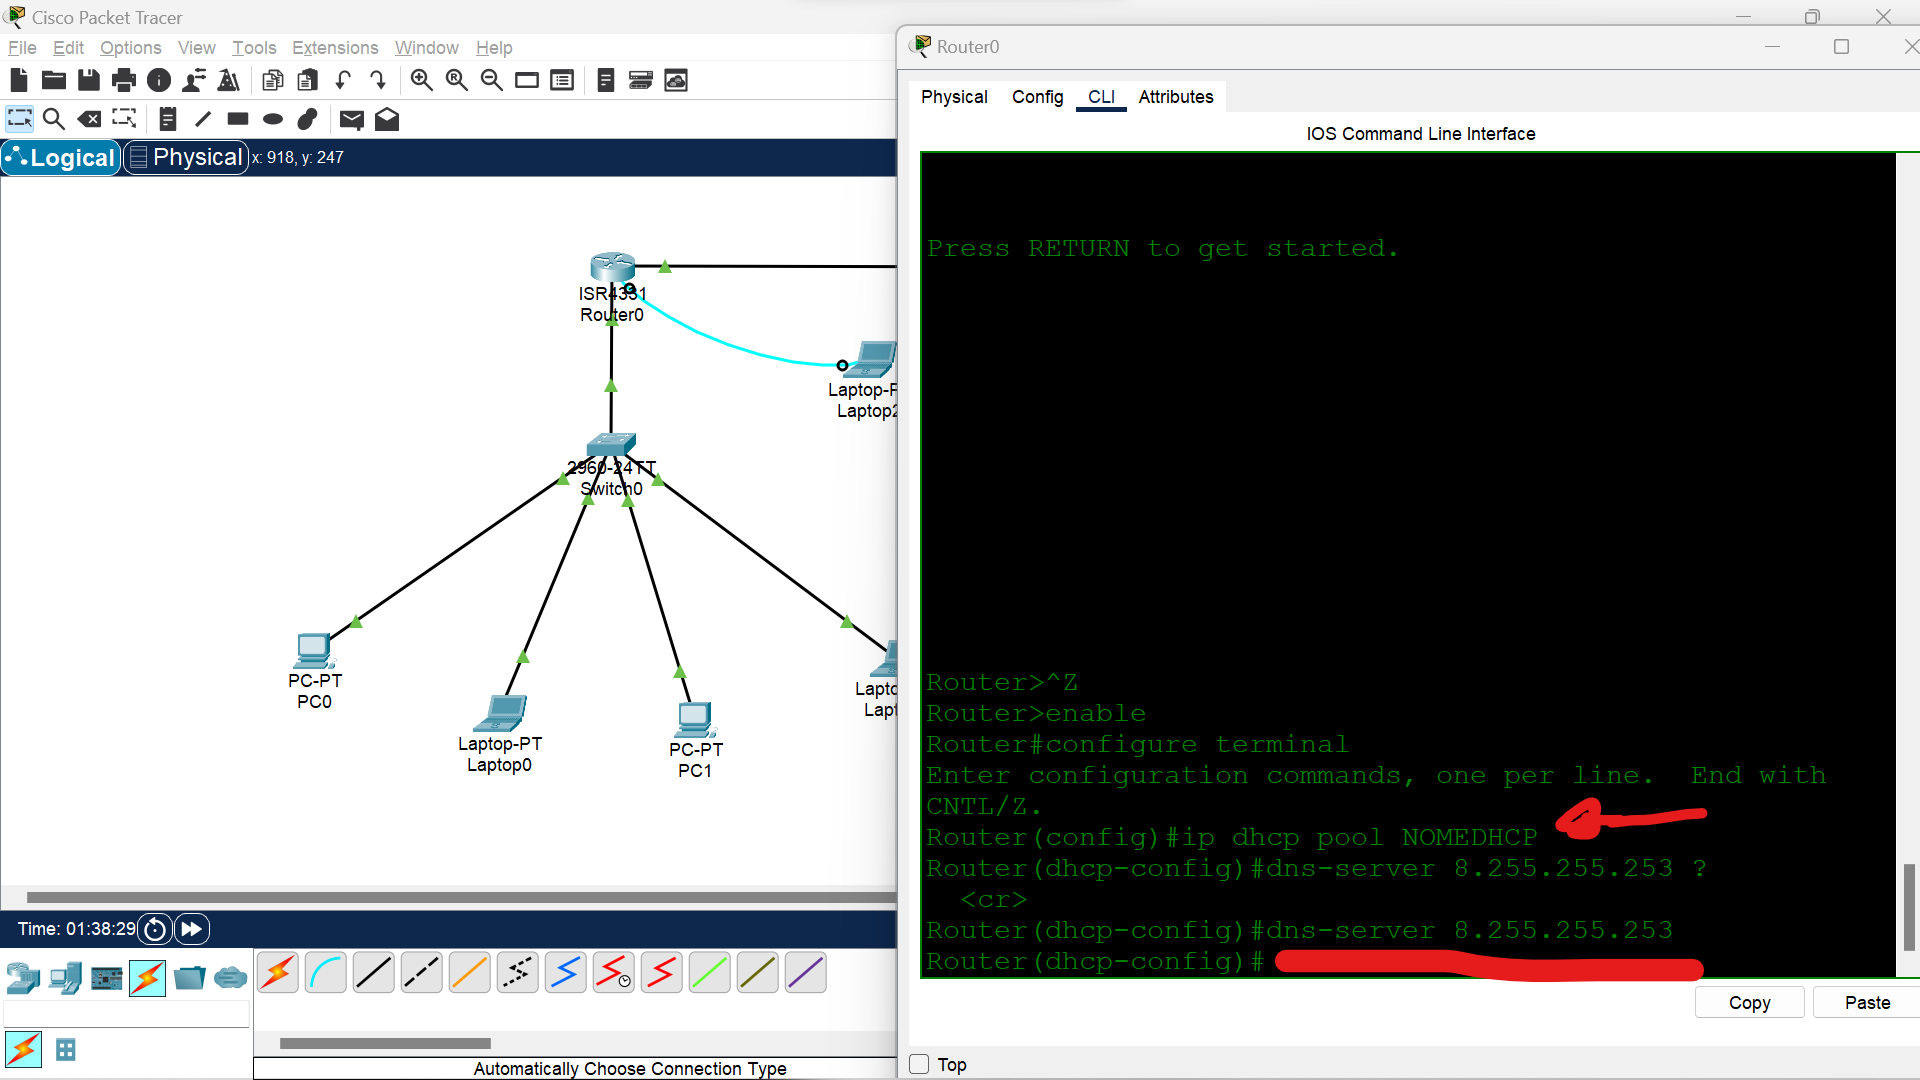 Cisco Packet Tracer
File Edit Options View Tools Extensions Window Help
Logical Physical x: 918, y: 247
ISR4331
Router0
Laptop-P
Laptop2
2960-24TT
Switch0
PC-PT
PC0
Laptop-PT
Laptop0
PC-PT
PC1
Lapto
Lapt
Time: 01:38:29
Automatically Choose Connection Type
Router0
Physical Config CLI Attributes
IOS Command Line Interface
Press RETURN to get started.
Router>^Z
Router>enable
Router#configure terminal
Enter configuration commands, one per line.  End with
CNTL/Z.
Router(config)#ip dhcp pool NOMEDHCP
Router(dhcp-config)#dns-server 8.255.255.253 ?
<cr>
Router(dhcp-config)#dns-server 8.255.255.253
Router(dhcp-config)#
Copy Paste
Top